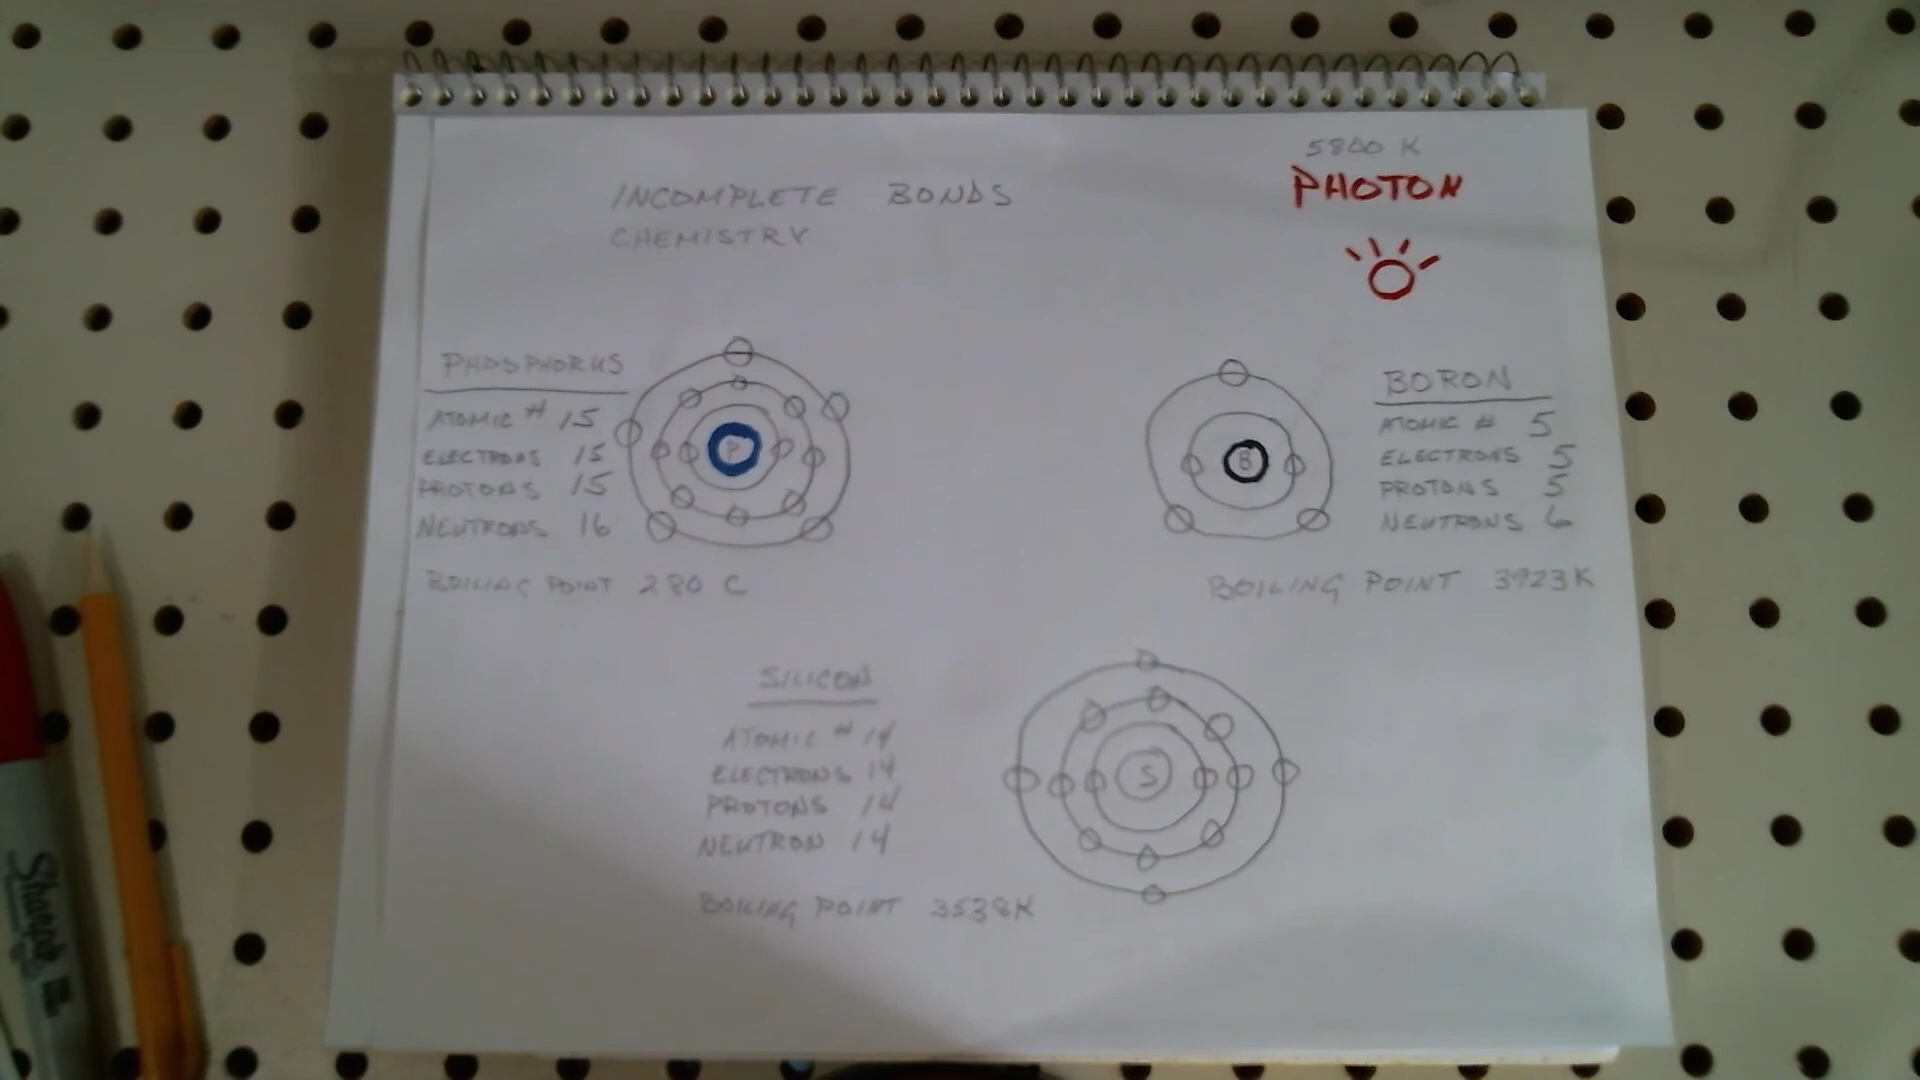 5800 K
PHOTON
INCOMPLETE BONDS
CHEMISTRY
PHOSPHORUS
ATOMIC # 15
ELECTRONS 15
PROTONS 15
NEUTRONS 16
BOILING POINT 280 C
P
B
BORON
ATOMIC # 5
ELECTRONS 5
PROTONS 5
NEUTRONS 6
BOILING POINT 3923K
SILICON
ATOMIC # 14
ELECTRONS 14
PROTONS 14
NEUTRON 14
BOILING POINT 3538K
S
Sharpie